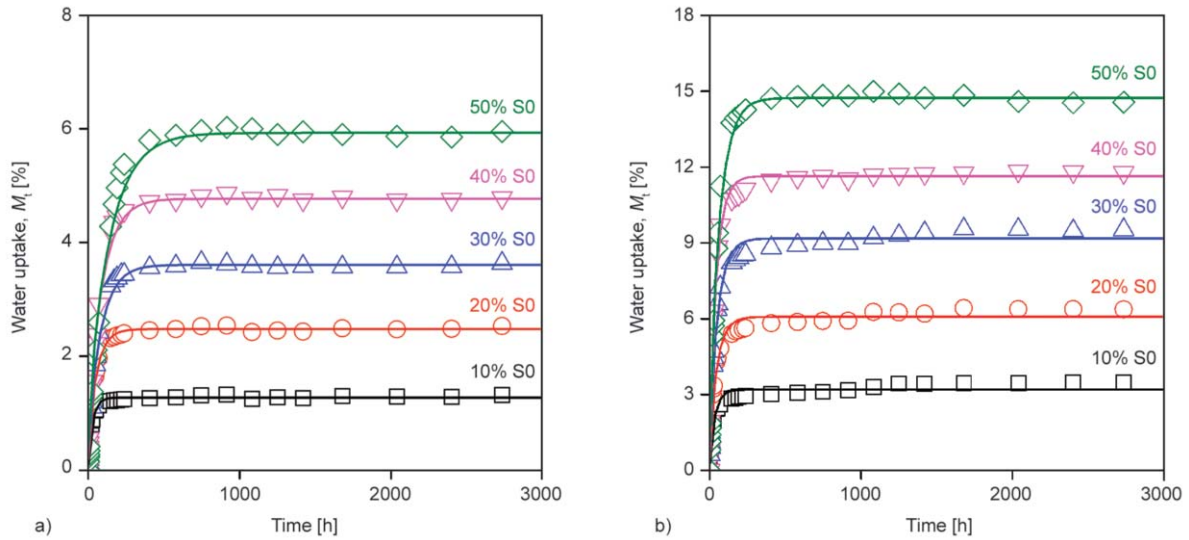 8
6
4
2
0
Water uptake, Mt [%]
50% S0
40% S0
30% S0
20% S0
10% S0
0
1000
2000
3000
Time [h]
a)
18
15
12
9
6
3
0
Water uptake, Mt [%]
50% S0
40% S0
30% S0
20% S0
10% S0
0
1000
2000
3000
Time [h]
b)